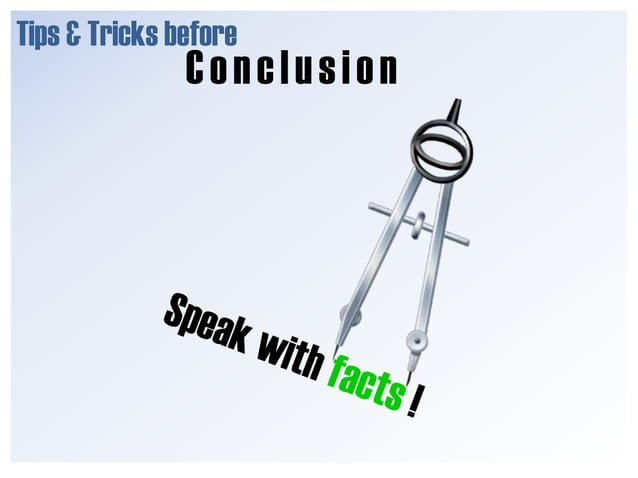 Tips & Tricks before
Conclusion
Speak with facts !